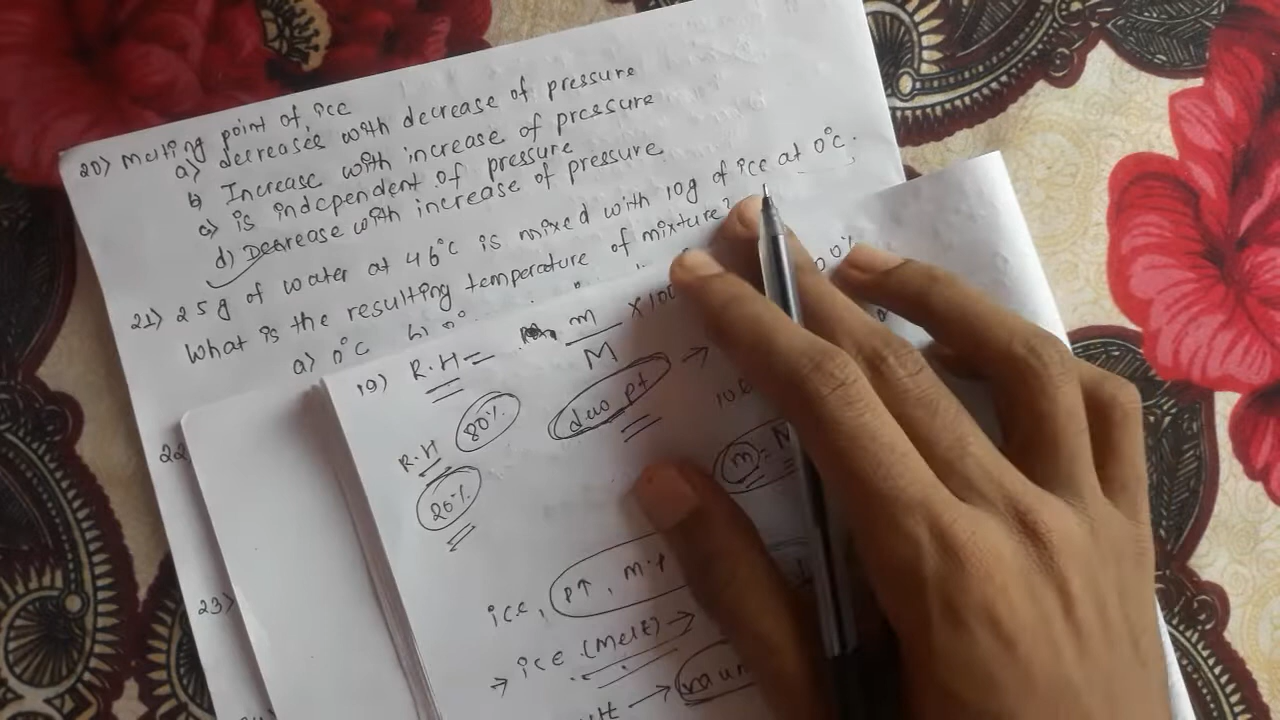 20) Melting point of ice
a) decreases with decrease of pressure
b) Increase with increase of pressure
c) is independent of pressure
d) Decrease with increase of pressure
21) 25g of water at 46°c is mixed with 10g of ice at 0°c.
What is the resulting temperature of mixture?
a) 0°c b)
22
23)
19) R.H = m/M × 100
dew pt →
R.H 80%
R.H
20%
m =
ice, P↑, m.p
→ ice (Melt) →